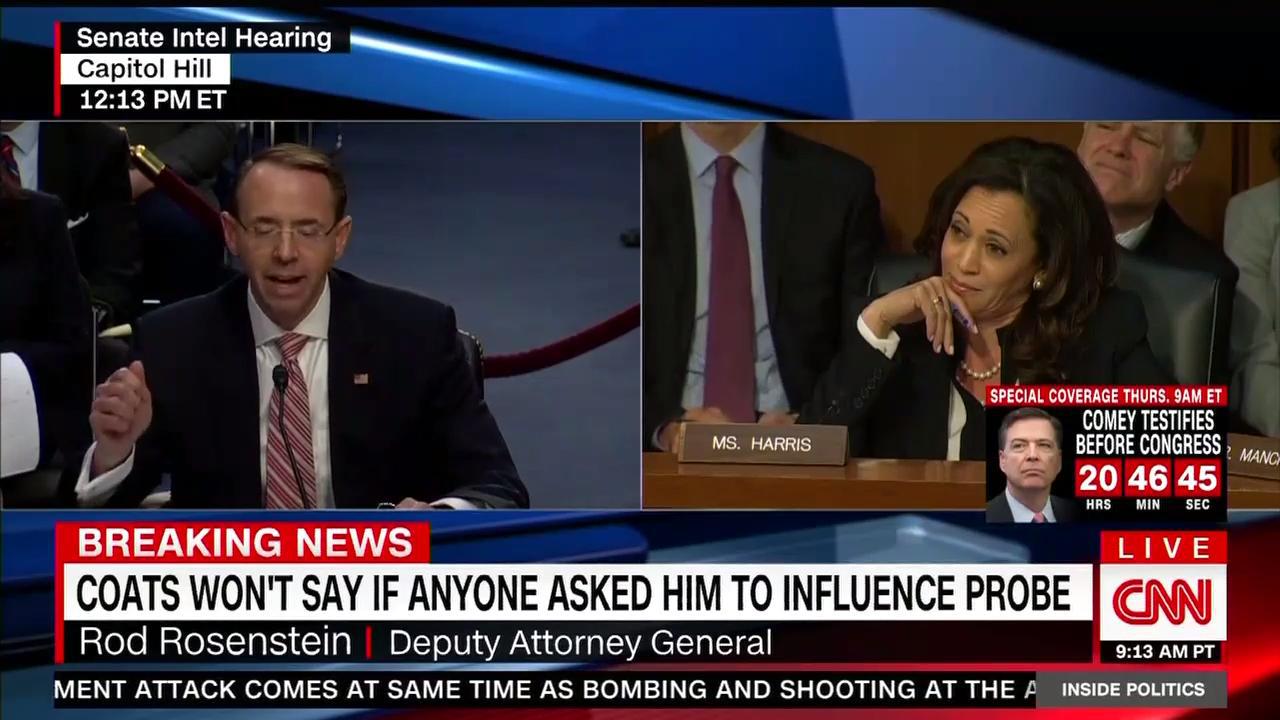 Senate Intel Hearing
Capitol Hill
12:13 PM ET
MS. HARRIS
SPECIAL COVERAGE THURS. 9AM ET
COMEY TESTIFIES
BEFORE CONGRESS
20 46 45
HRS MIN SEC
BREAKING NEWS
COATS WON'T SAY IF ANYONE ASKED HIM TO INFLUENCE PROBE
Rod Rosenstein | Deputy Attorney General
LIVE
CNN
9:13 AM PT
MENT ATTACK COMES AT SAME TIME AS BOMBING AND SHOOTING AT THE A
INSIDE POLITICS